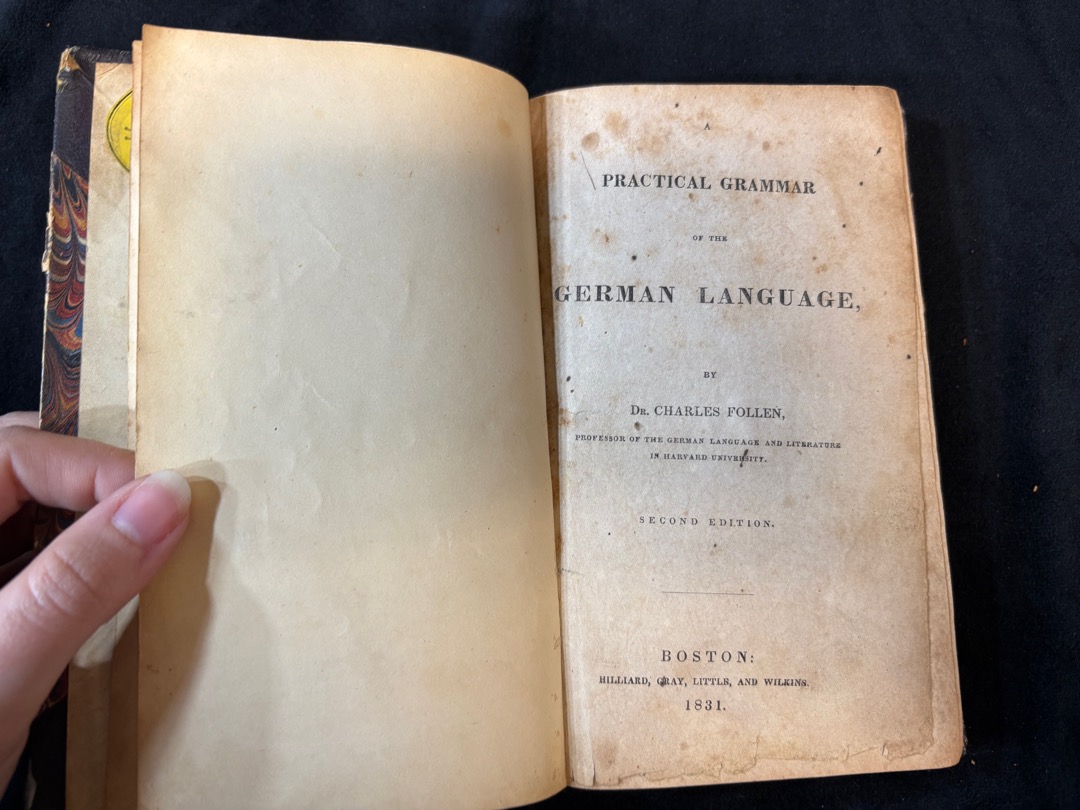 A
PRACTICAL GRAMMAR
OF THE
GERMAN LANGUAGE,
BY
DR. CHARLES FOLLEN,
PROFESSOR OF THE GERMAN LANGUAGE AND LITERATURE
IN HARVARD UNIVERSITY.
SECOND EDITION.
BOSTON:
HILLIARD, GRAY, LITTLE, AND WILKINS.
1831.